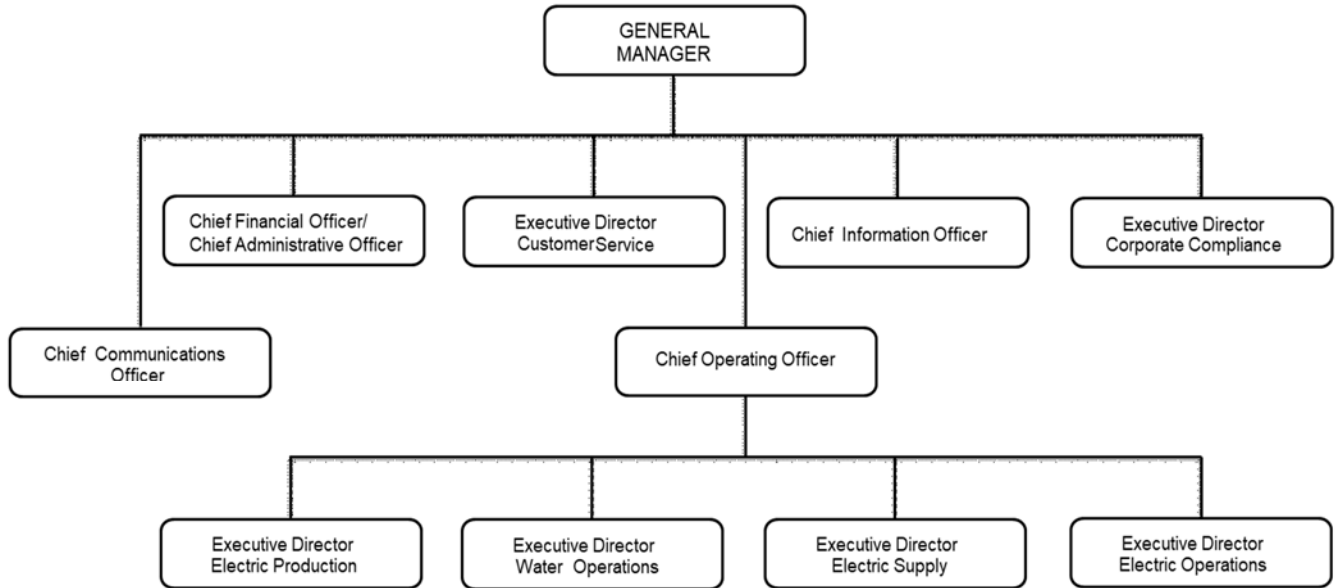 GENERAL
MANAGER
Chief Financial Officer/
Chief Administrative Officer
Executive Director
Customer Service
Chief Information Officer
Executive Director
Corporate Compliance
Chief Communications
Officer
Chief Operating Officer
Executive Director
Electric Production
Executive Director
Water Operations
Executive Director
Electric Supply
Executive Director
Electric Operations